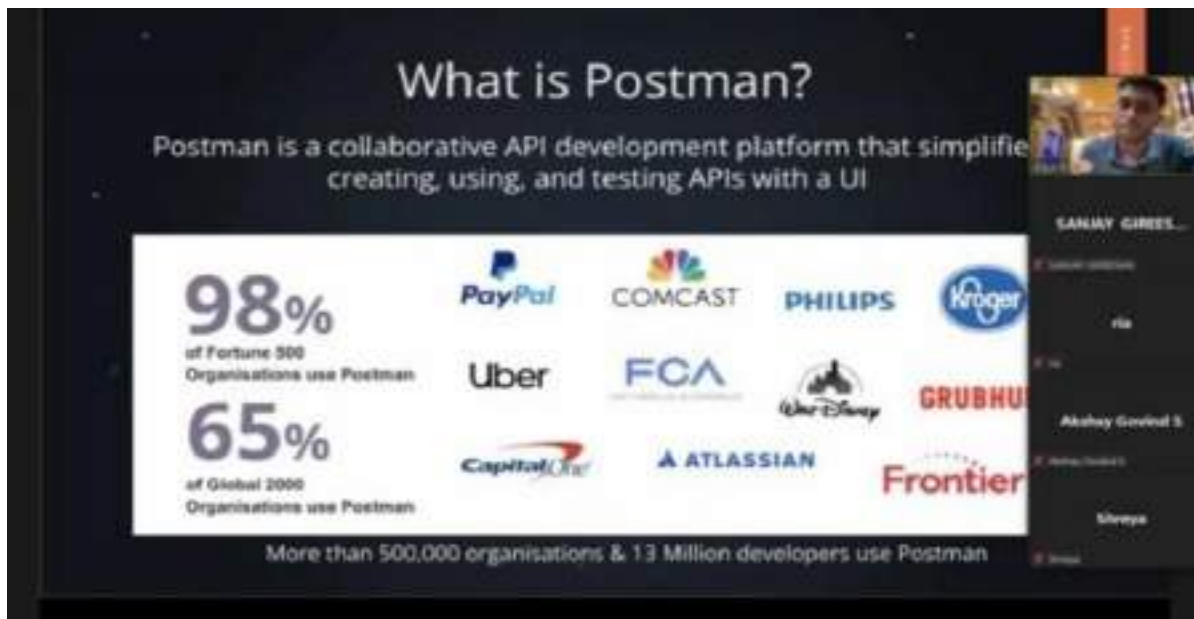 What is Postman?
Postman is a collaborative API development platform that simplifie
creating, using, and testing APIs with a UI
98%
of Fortune 500
Organisations use Postman
65%
of Global 2000
Organisations use Postman
PayPal
COMCAST
PHILIPS
Kroger
Uber
FCA
Walt Disney
GRUBHU
Capital One
ATLASSIAN
Frontier
More than 500,000 organisations & 13 Million developers use Postman
SANJAY GIREES...
ria
Akshay Govind S
Shreya